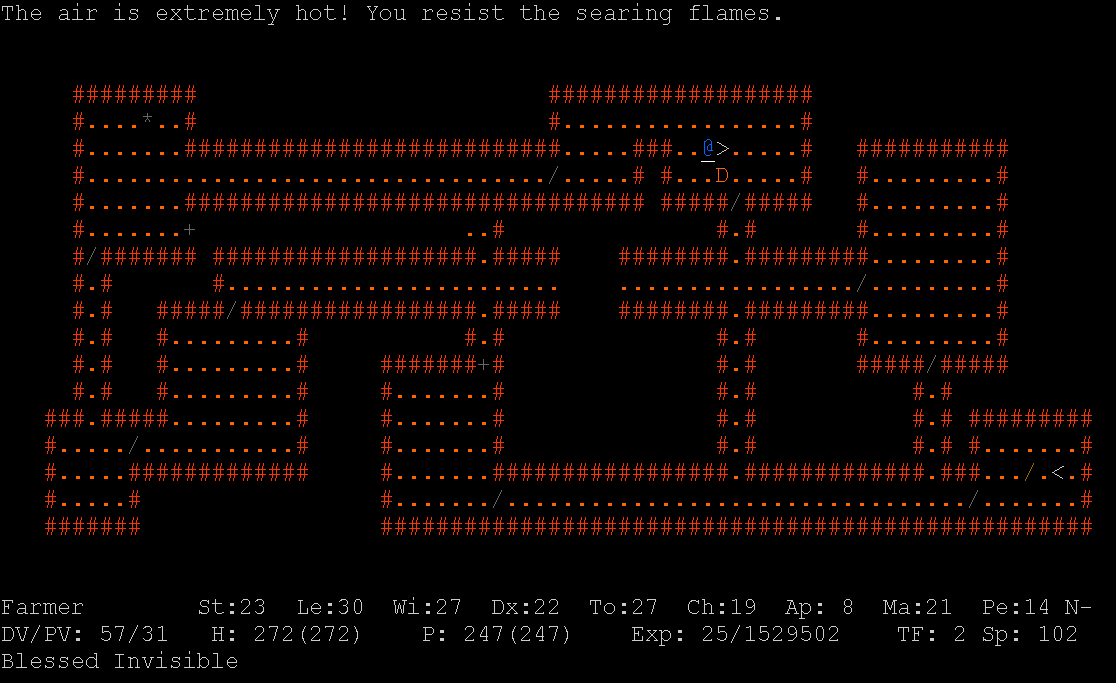 The air is extremely hot! You resist the searing flames.
     #########                         ###################
     #....*..#                         #.................#
     #.......###########################.....###..@>.....#   ###########
     #................................./.....# #...D.....#   #.........#
     #.......################################# #####/#####   #.........#
     #.......+                   ..#               #.#       #.........#
     #/####### ###################.#####    ########.#########.........#
     #.#       #........................    ................./.........#
     #.#   #####/#################.#####    ########.#########.........#
     #.#   #.........#           #.#               #.#       #.........#
     #.#   #.........#     #######+#               #.#       #####/#####
     #.#   #.........#     #.......#               #.#           #.#
   ###.#####.........#     #.......#               #.#           #.# #########
   #...../...........#     #.......#               #.#           #.# #.......#
   #.....#############     #.......#################.#############.###.../.<.#
   #.....#                 #......./................................./.......#
   #######                 ###################################################
Farmer        St:23  Le:30  Wi:27  Dx:22  To:27  Ch:19  Ap: 8  Ma:21  Pe:14 N-
DV/PV: 57/31   H: 272(272)    P: 247(247)    Exp: 25/1529502    TF: 2 Sp: 102
Blessed Invisible